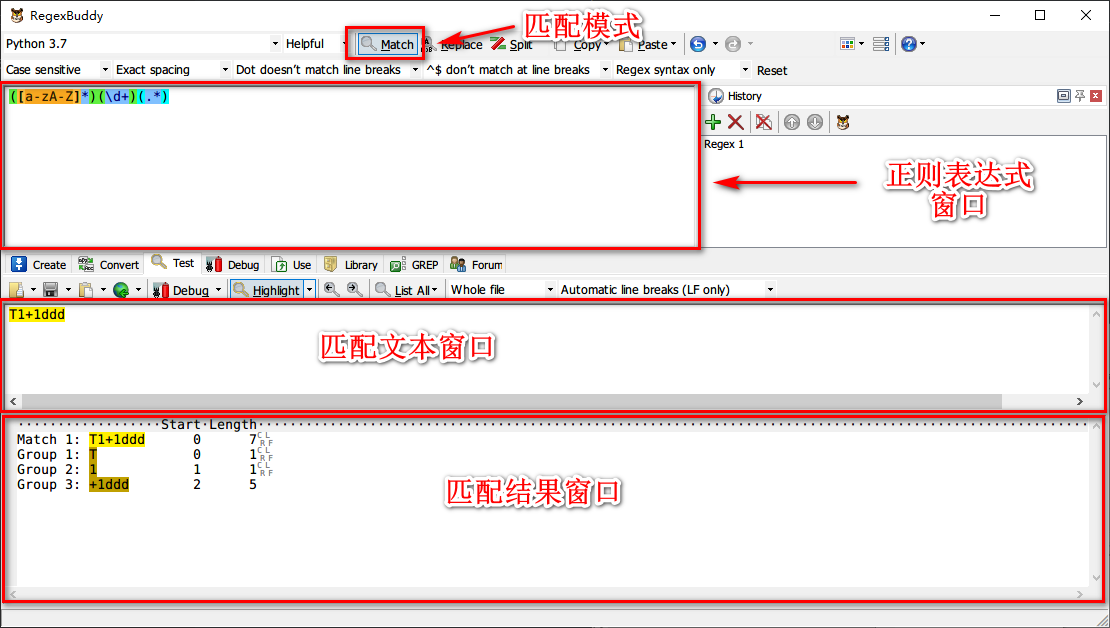 RegexBuddy
匹配模式
Python 3.7 Helpful Match Replace Split Copy Paste
Case sensitive Exact spacing Dot doesn't match line breaks ^$ don't match at line breaks Regex syntax only Reset
([a-zA-Z]*)(\d+)(.*)
History
Regex 1
正则表达式
窗口
Create Convert Test Debug Use Library GREP Forum
Debug Highlight List All Whole file Automatic line breaks (LF only)
T1+1ddd
匹配文本窗口
Start Length
Match 1: T1+1ddd 0 7
Group 1: T 0 1
Group 2: 1 1 1
Group 3: +1ddd 2 5
匹配结果窗口